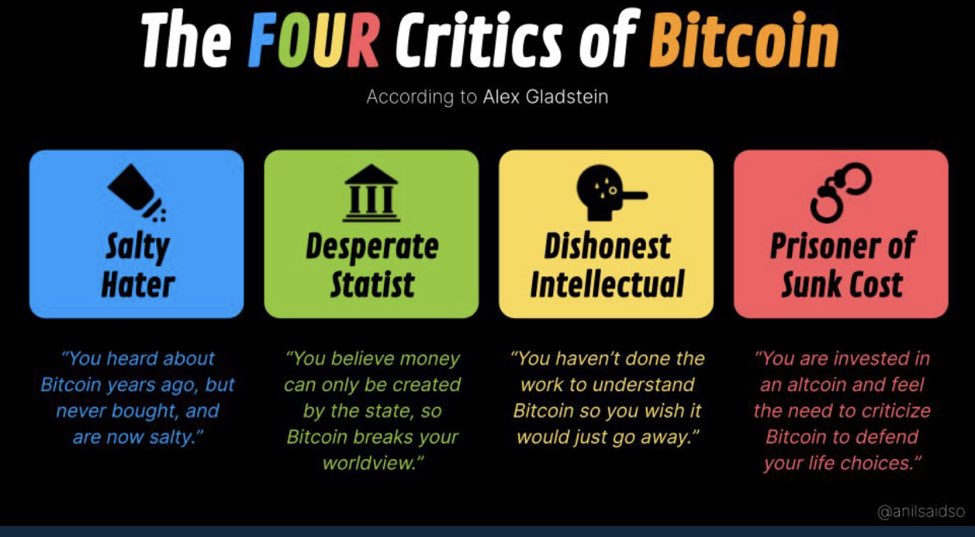 The FOUR Critics of Bitcoin
According to Alex Gladstein
Salty
Hater
Desperate
Statist
Dishonest
Intellectual
Prisoner of
Sunk Cost
“You heard about
Bitcoin years ago, but
never bought, and
are now salty.”
“You believe money
can only be created
by the state, so
Bitcoin breaks your
worldview.”
“You haven’t done the
work to understand
Bitcoin so you wish it
would just go away.”
“You are invested in
an altcoin and feel
the need to criticize
Bitcoin to defend
your life choices.”
@anilsaidso